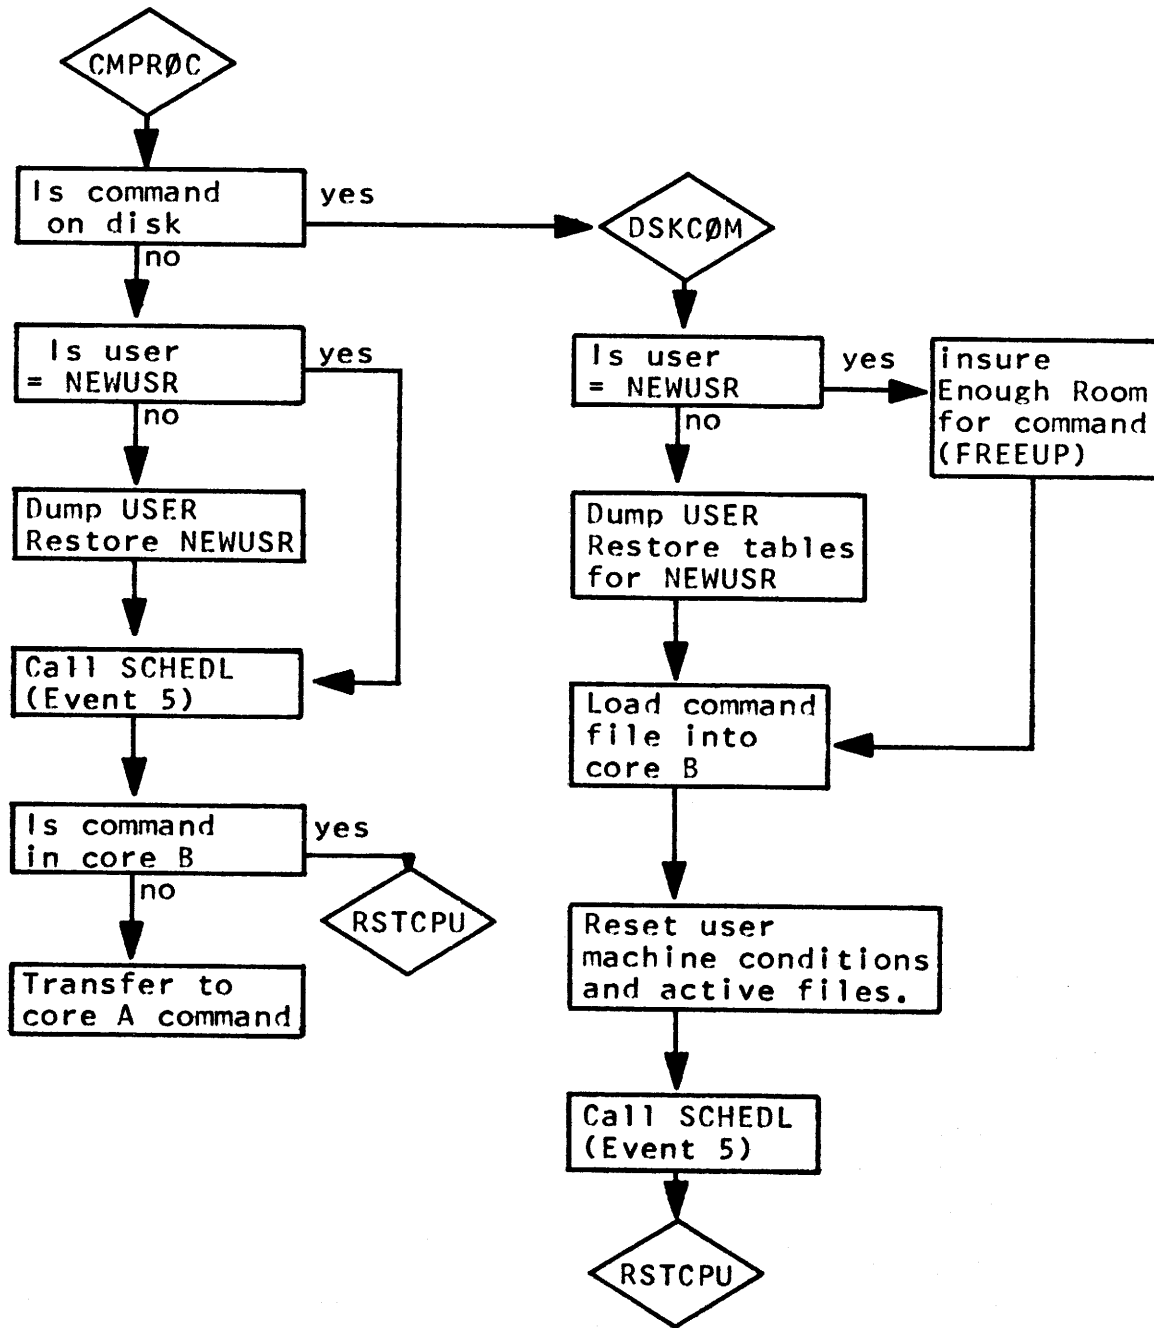 CMPRØC
Is command
on disk
yes
no
Is user
= NEWUSR
yes
no
Dump USER
Restore NEWUSR
Call SCHEDL
(Event 5)
Is command
in core B
yes
no
RSTCPU
Transfer to
core A command
DSKCØM
Is user
= NEWUSR
yes
no
insure
Enough Room
for command
(FREEUP)
Dump USER
Restore tables
for NEWUSR
Load command
file into
core B
Reset user
machine conditions
and active files.
Call SCHEDL
(Event 5)
RSTCPU